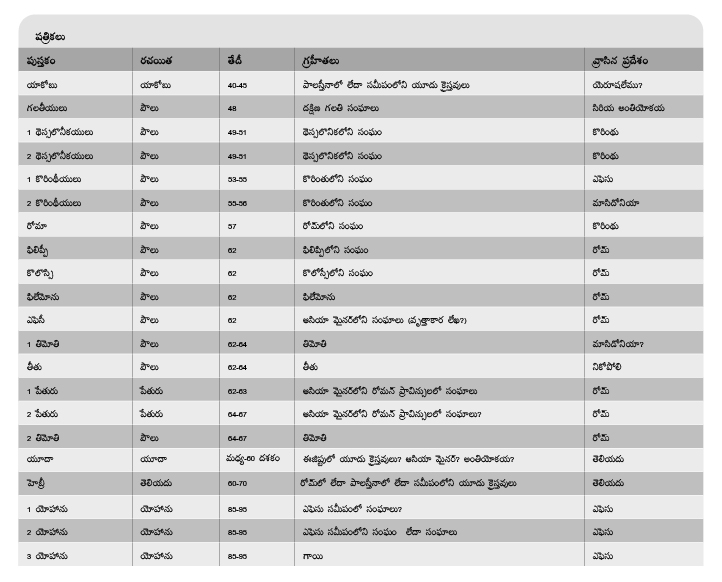 షత్రికలు
పుస్తకం రచయిత తేదీ గ్రహీతలు వ్రాసిన ప్రదేశం
యాకోబు యాకోబు 40-45 పాలస్తీనాలో లేదా సమీపంలోని యూదు క్రైస్తవులు యెరూషలేము?
గలతీయులు పౌలు 48 దక్షిణ గలతి సంఘాలు సిరియ అంతియోకయ
1 థెస్సలొనీకయులు పౌలు 49-51 థెస్సలొనికలోని సంఘం కొరింథు
2 థెస్సలొనీకయులు పౌలు 49-51 థెస్సలొనికలోని సంఘం కొరింథు
1 కొరింథీయులు పౌలు 53-55 కొరింతులోని సంఘం ఎఫెసు
2 కొరింథీయులు పౌలు 55-56 కొరింతులోని సంఘం మాసిడోనియా
రోమా పౌలు 57 రోమ్‌లోని సంఘం కొరింథు
ఫిలిప్పీ పౌలు 62 ఫిలిప్పిలోని సంఘం రోమ్
కొలొస్సి పౌలు 62 కొలోస్సేలోని సంఘం రోమ్
ఫిలేమోను పౌలు 62 ఫిలేమోను రోమ్
ఎఫెసీ పౌలు 62 ఆసియా మైనర్‌లోని సంఘాలు (వృత్తాకార లేఖ?) రోమ్
1 తిమోతి పౌలు 62-64 తిమోతి మాసిడోనియా?
తీతు పౌలు 62-64 తీతు నికోపోలి
1 పేతురు పేతురు 62-63 ఆసియా మైనర్‌లోని రోమన్ ప్రావిన్సులలో సంఘాలు రోమ్
2 పేతురు పేతురు 64-67 ఆసియా మైనర్‌లోని రోమన్ ప్రావిన్సులలో సంఘాలు? రోమ్
2 తిమోతి పౌలు 64-67 తిమోతి రోమ్
యూదా యూదా మధ్య-60 దశకం ఈజిప్టులో యూదు క్రైస్తవులు? ఆసియా మైనర్? అంతియోకయ? తెలియదు
హెబ్రీ తెలియదు 60-70 రోమ్‌లో లేదా పాలస్తీనాలో లేదా సమీపంలోని యూదు క్రైస్తవులు తెలియదు
1 యోహాను యోహాను 85-95 ఎఫెసు సమీపంలో సంఘాలు? ఎఫెసు
2 యోహాను యోహాను 85-95 ఎఫెసు సమీపంలోని సంఘం లేదా సంఘాలు ఎఫెసు
3 యోహాను యోహాను 85-95 గాయి ఎఫెసు